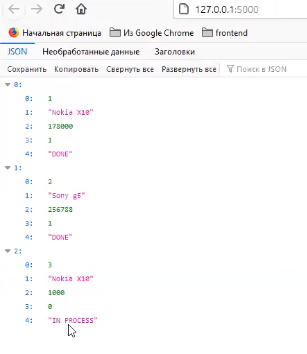 127.0.0.1:5000
Начальная страница Из Google Chrome frontend
JSON Необработанные данные Заголовки
Сохранить Копировать Свернуть все Развернуть все Поиск в JSON
0:
0: 1
1: "Nokia X10"
2: 178000
3: 1
4: "DONE"
1:
0: 2
1: "Sony g5"
2: 256788
3: 1
4: "DONE"
2:
0: 3
1: "Nokia X10"
2: 1000
3: 0
4: "IN PROCESS"